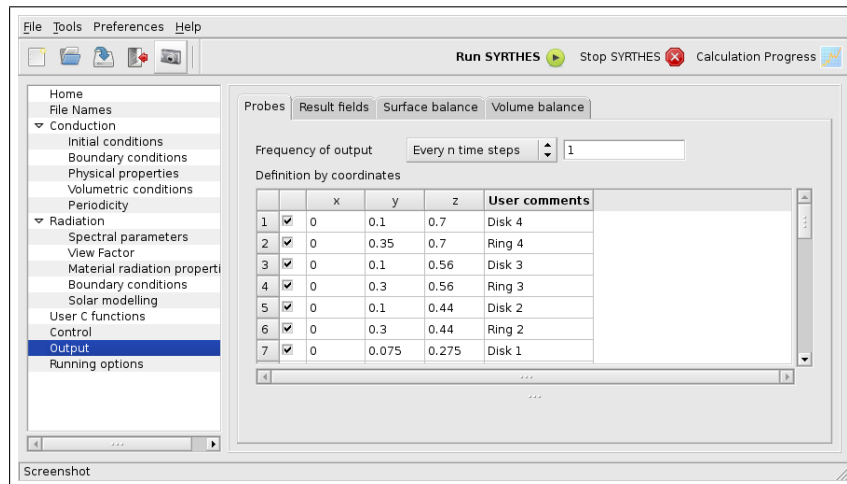 File Tools Preferences Help
Run SYRTHES Stop SYRTHES Calculation Progress
Home
File Names
Conduction
Initial conditions
Boundary conditions
Physical properties
Volumetric conditions
Periodicity
Radiation
Spectral parameters
View Factor
Material radiation properti
Boundary conditions
Solar modelling
User C functions
Control
Output
Running options
Probes Result fields Surface balance Volume balance
Frequency of output Every n time steps 1
Definition by coordinates
x y z User comments
1 0 0.1 0.7 Disk 4
2 0 0.35 0.7 Ring 4
3 0 0.1 0.56 Disk 3
4 0 0.3 0.56 Ring 3
5 0 0.1 0.44 Disk 2
6 0 0.3 0.44 Ring 2
7 0 0.075 0.275 Disk 1
Screenshot